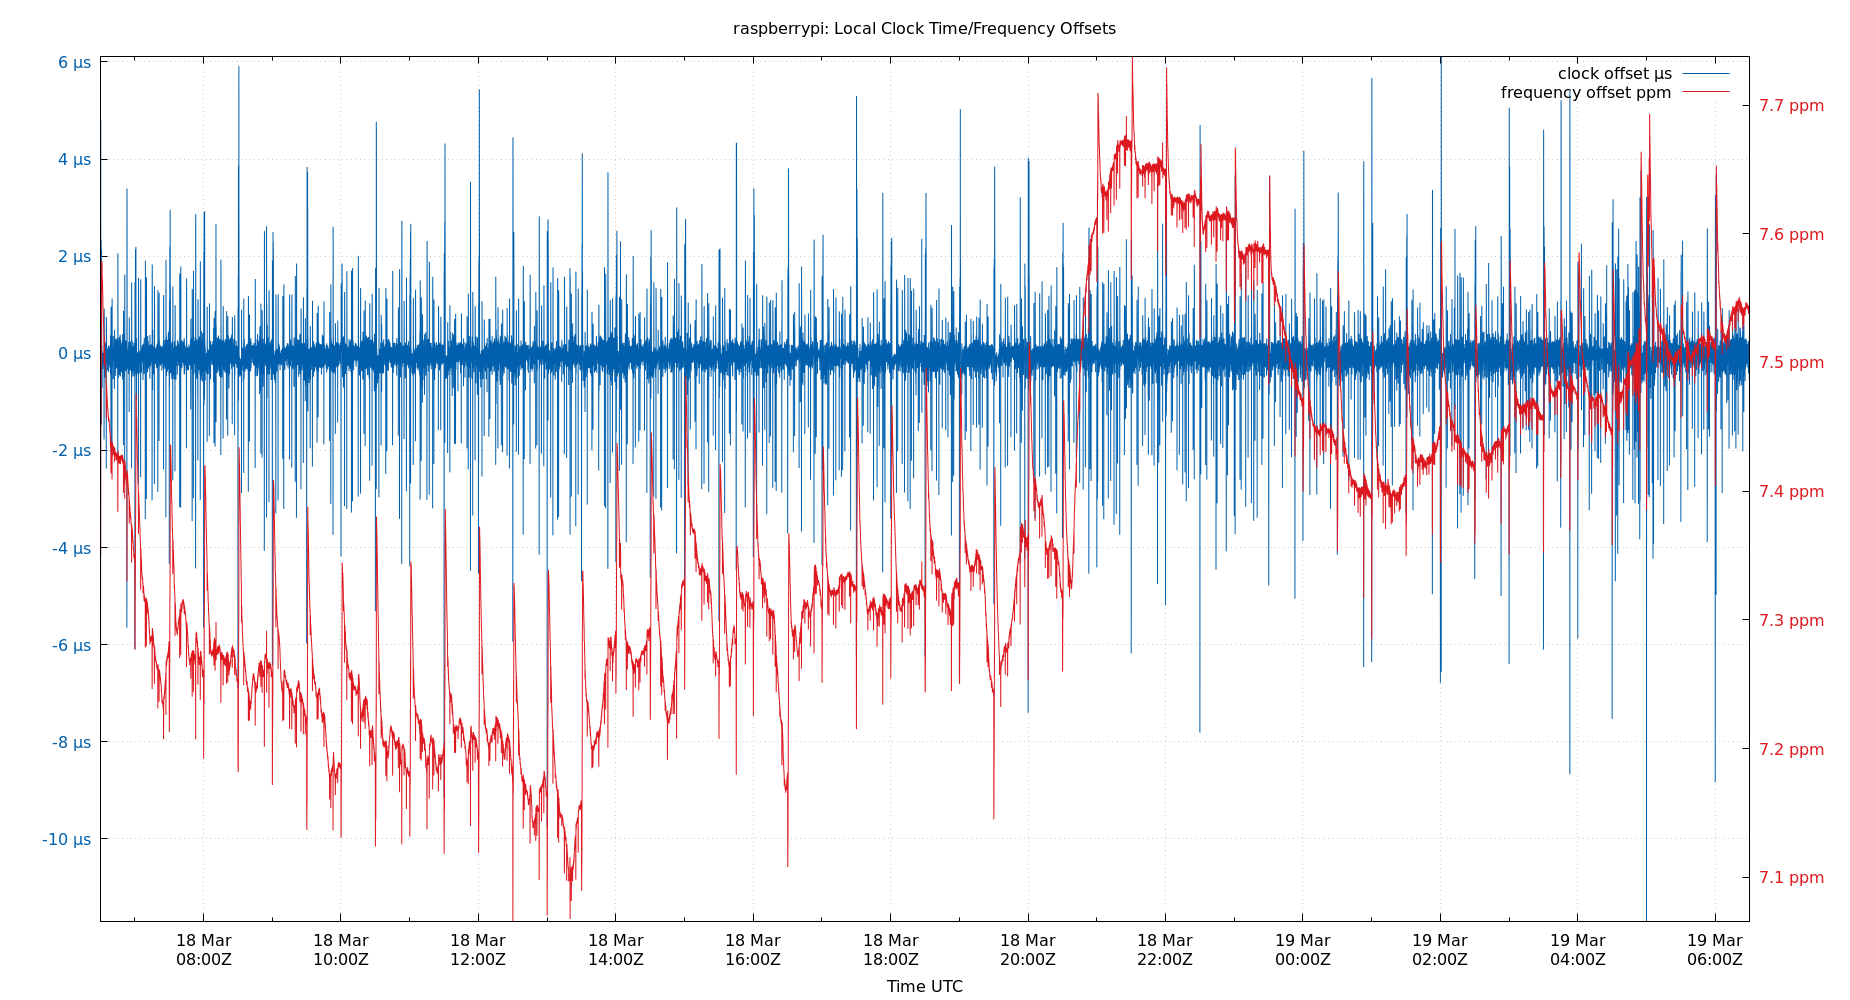 raspberrypi: Local Clock Time/Frequency Offsets
clock offset µs
frequency offset ppm
6 µs
4 µs
2 µs
0 µs
-2 µs
-4 µs
-6 µs
-8 µs
-10 µs
7.7 ppm
7.6 ppm
7.5 ppm
7.4 ppm
7.3 ppm
7.2 ppm
7.1 ppm
18 Mar 18 Mar 18 Mar 18 Mar 18 Mar 18 Mar 18 Mar 18 Mar 19 Mar 19 Mar 19 Mar 19 Mar
08:00Z 10:00Z 12:00Z 14:00Z 16:00Z 18:00Z 20:00Z 22:00Z 00:00Z 02:00Z 04:00Z 06:00Z
Time UTC